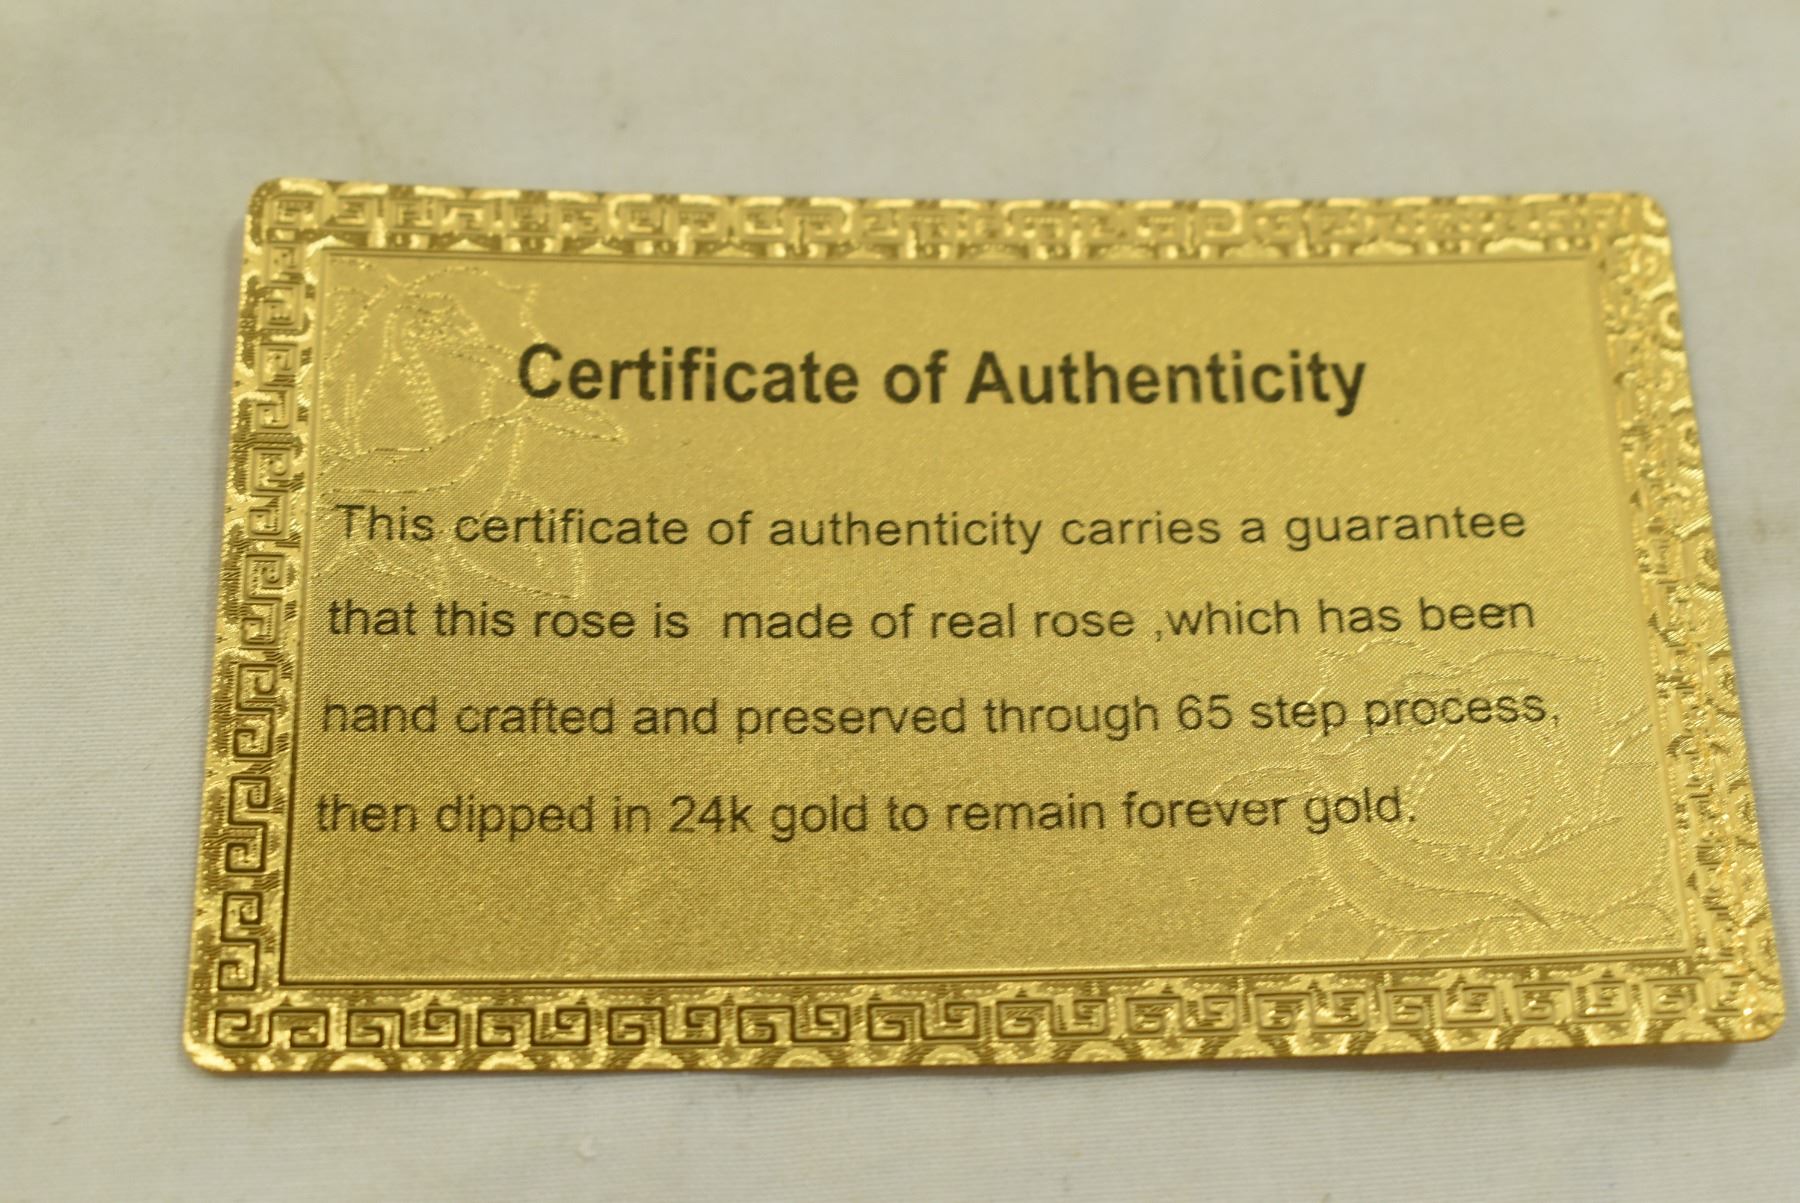 Certificate of Authenticity
This certificate of authenticity carries a guarantee
that this rose is made of real rose ,which has been
hand crafted and preserved through 65 step process,
then dipped in 24k gold to remain forever gold.